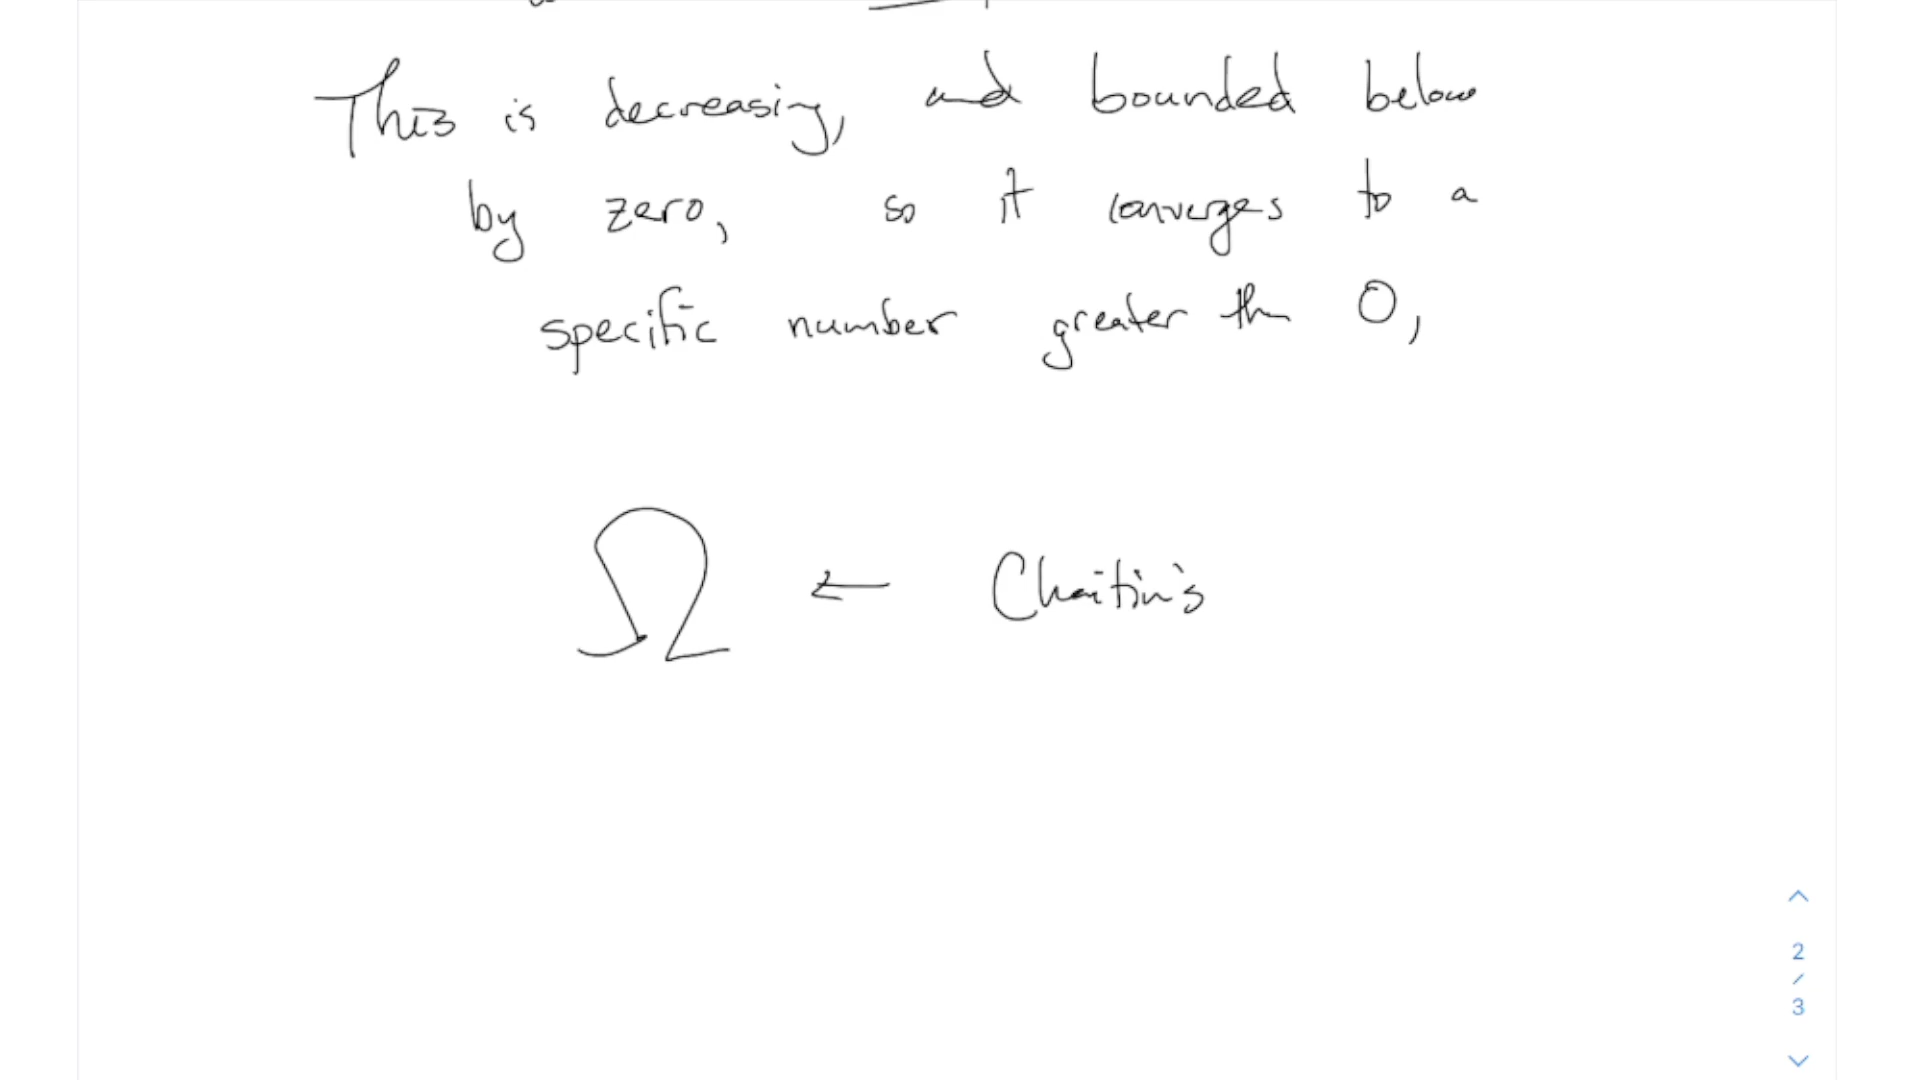 This is decreasing, and bounded below
by zero, so it converges to a
specific number greater than 0,
Ω ← Chaitin's
2
/
3